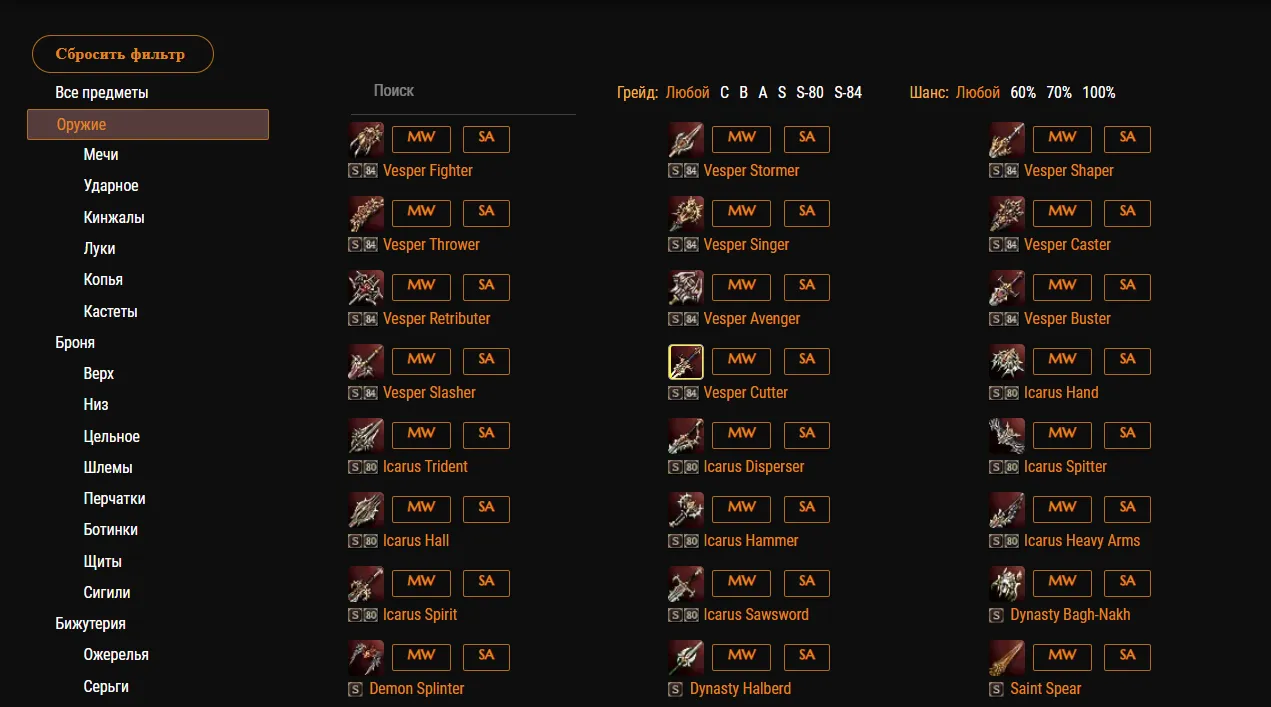 Сбросить фильтр
Все предметы
Оружие
Мечи
Ударное
Кинжалы
Луки
Копья
Кастеты
Броня
Верх
Низ
Цельное
Шлемы
Перчатки
Ботинки
Щиты
Сигили
Бижутерия
Ожерелья
Серьги
Поиск
Грейд: Любой C B A S S-80 S-84
Шанс: Любой 60% 70% 100%
MW SA MW SA MW SA
S 84 Vesper Fighter S 84 Vesper Stormer S 84 Vesper Shaper
MW SA MW SA MW SA
S 84 Vesper Thrower S 84 Vesper Singer S 84 Vesper Caster
MW SA MW SA MW SA
S 84 Vesper Retributer S 84 Vesper Avenger S 84 Vesper Buster
MW SA MW SA MW SA
S 84 Vesper Slasher S 84 Vesper Cutter S 80 Icarus Hand
MW SA MW SA MW SA
S 80 Icarus Trident S 80 Icarus Disperser S 80 Icarus Spitter
MW SA MW SA MW SA
S 80 Icarus Hall S 80 Icarus Hammer S 80 Icarus Heavy Arms
MW SA MW SA MW SA
S 80 Icarus Spirit S 80 Icarus Sawsword S Dynasty Bagh-Nakh
MW SA MW SA MW SA
S Demon Splinter S Dynasty Halberd S Saint Spear